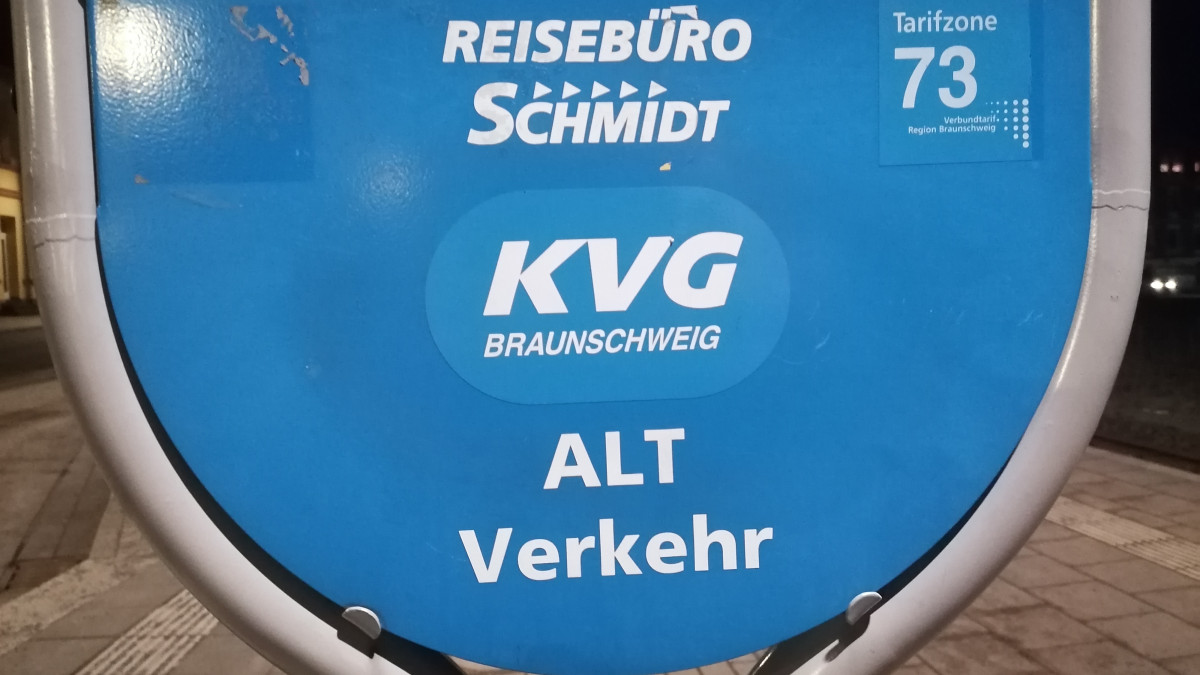 REISEBÜRO
SCHMIDT
Tarifzone
73
Verbundtarif
Region Braunschweig
KVG
BRAUNSCHWEIG
ALT
Verkehr